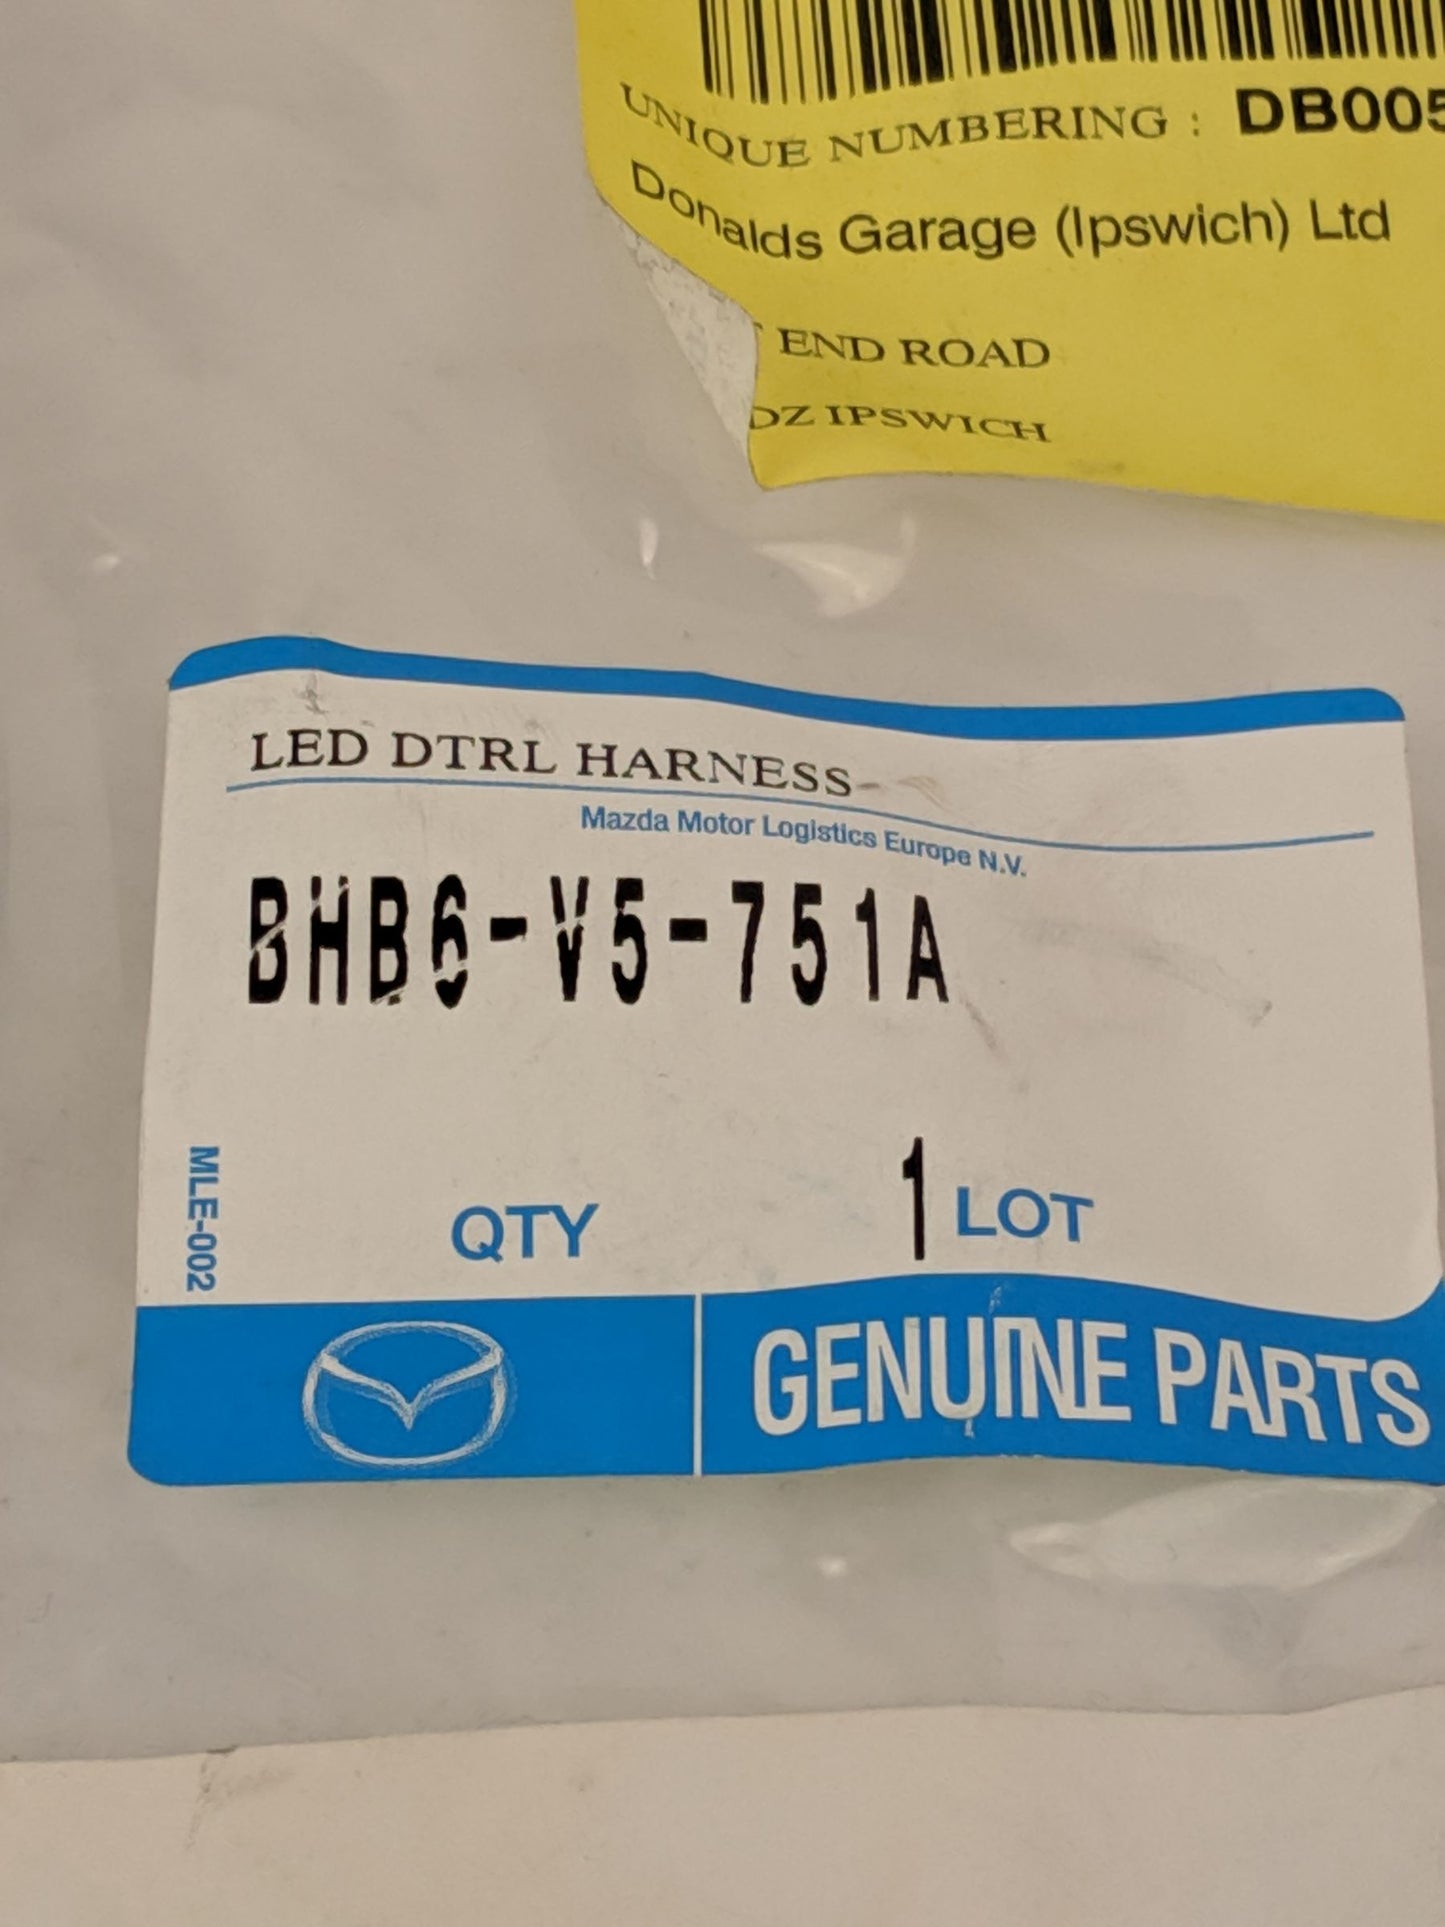 UNIQUE NUMBERING : DB005
Donalds Garage (Ipswich) Ltd
END ROAD
DZ IPSWICH
LED DTRL HARNESS-
Mazda Motor Logistics Europe N.V.
BHB6-V5-751A
MLE-002
QTY 1 LOT
GENUINE PARTS